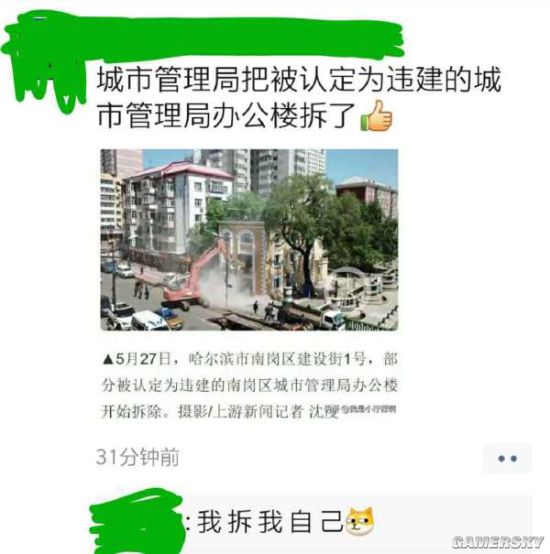 城市管理局把被认定为违建的城
市管理局办公楼拆了👍
▲5月27日，哈尔滨市南岗区建设街1号，部
分被认定为违建的南岗区城市管理局办公楼
开始拆除。摄影/上游新闻记者 沈度
31分钟前
:我拆我自己
GAMERSKY